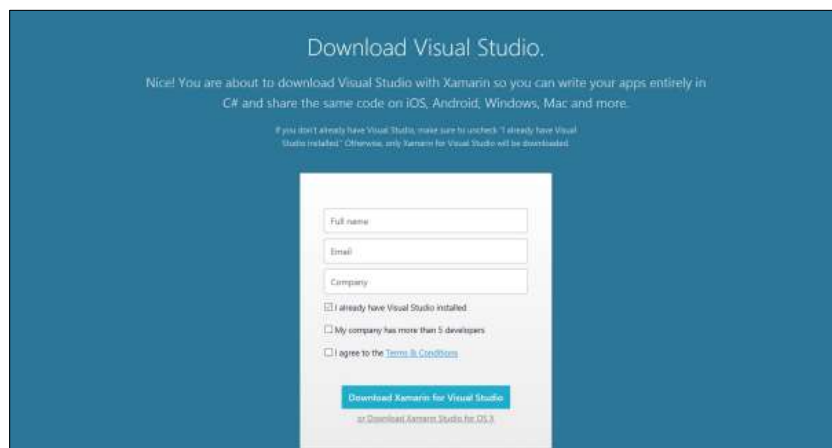 Download Visual Studio.
Nice! You are about to download Visual Studio with Xamarin so you can write your apps entirely in
C# and share the same code on iOS, Android, Windows, Mac and more.
If you don't already have Visual Studio, make sure to uncheck "I already have Visual
Studio installed." Otherwise, only Xamarin for Visual Studio will be downloaded.
Full name
Email
Company
I already have Visual Studio installed
My company has more than 5 developers
I agree to the Terms & Conditions
Download Xamarin for Visual Studio
or Download Xamarin Studio for OS X